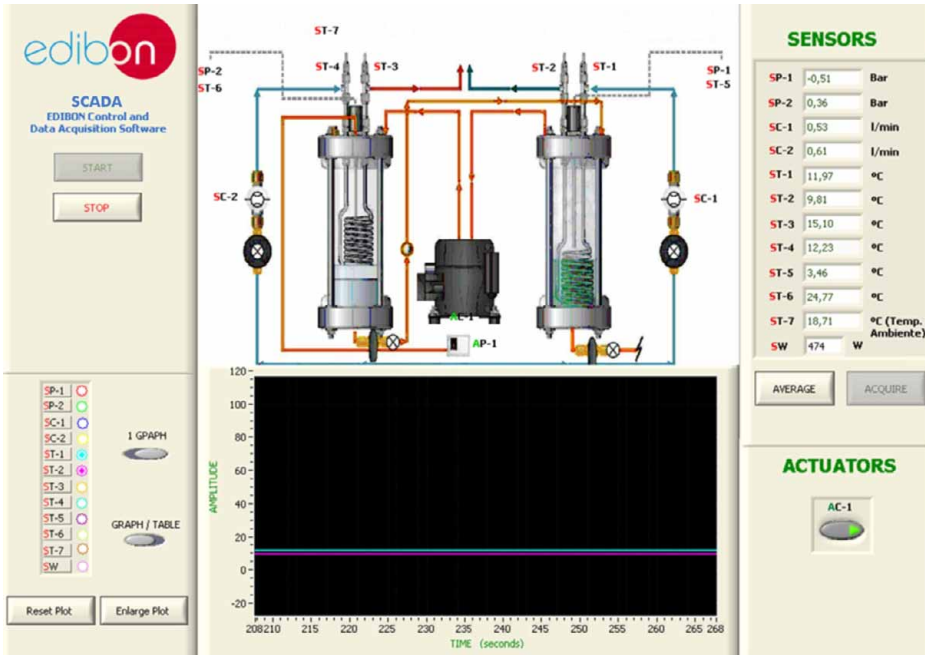 edibon
SCADA
EDIBON Control and
Data Acquisition Software
START
STOP
ST-7
ST-4 ST-3 ST-2 ST-1
SP-2 SP-1
ST-6 ST-5
SC-2 SC-1
AC-1
AP-1
SENSORS
SP-1 -0,51 Bar
SP-2 0,36 Bar
SC-1 0,53 l/min
SC-2 0,61 l/min
ST-1 11,97 ºC
ST-2 9,81 ºC
ST-3 15,10 ºC
ST-4 12,23 ºC
ST-5 3,46 ºC
ST-6 24,77 ºC
ST-7 18,71 ºC (Temp.
Ambiente)
SW 474 W
AVERAGE ACQUIRE
ACTUATORS
AC-1
SP-1
SP-2
SC-1
SC-2
ST-1
ST-2
ST-3
ST-4
ST-5
ST-6
ST-7
SW
1 GPAPH
GRAPH / TABLE
Reset Plot Enlarge Plot
AMPLITUDE
120
100
80
60
40
20
0
-20
208 210 215 220 225 230 235 240 245 250 255 260 265 268
TIME (seconds)